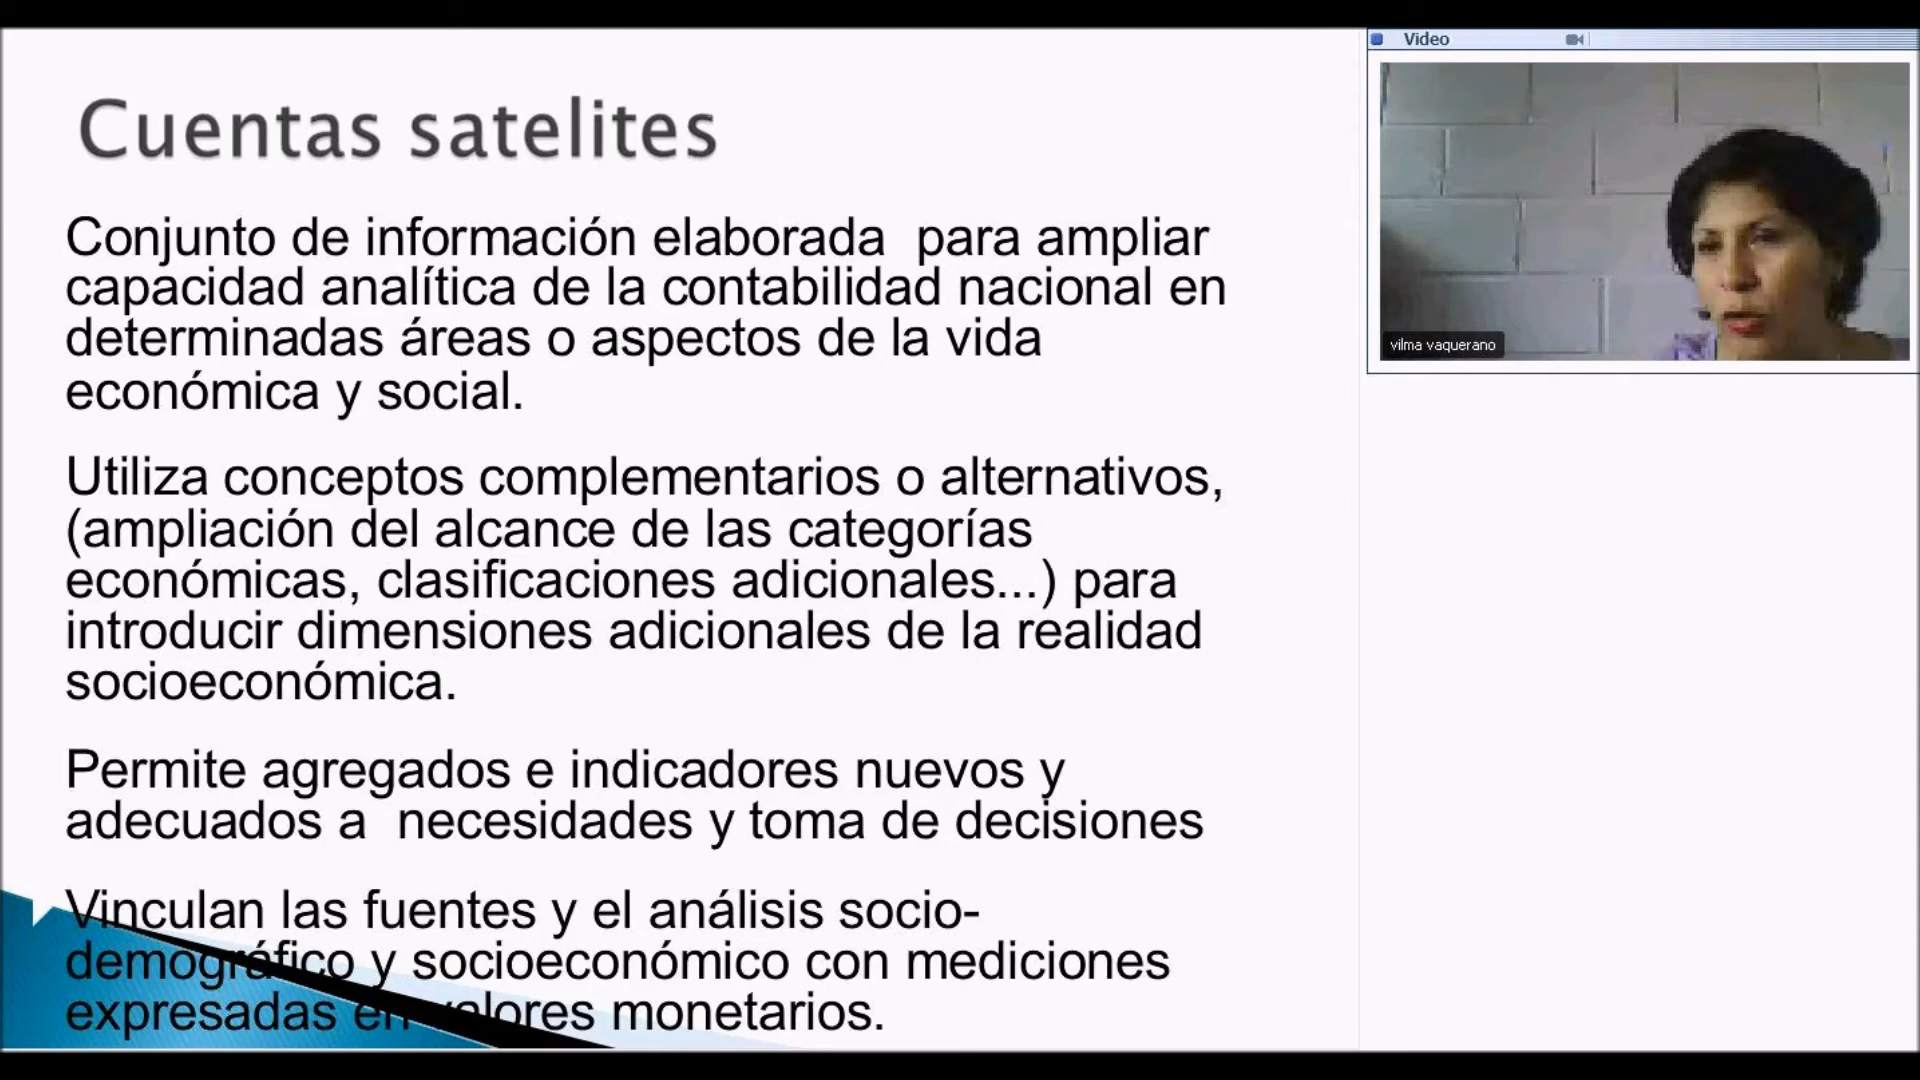 Cuentas satelites
Conjunto de información elaborada  para ampliar
capacidad analítica de la contabilidad nacional en
determinadas áreas o aspectos de la vida
económica y social.
Utiliza conceptos complementarios o alternativos,
(ampliación del alcance de las categorías
económicas, clasificaciones adicionales...) para
introducir dimensiones adicionales de la realidad
socioeconómica.
Permite agregados e indicadores nuevos y
adecuados a  necesidades y toma de decisiones
Vinculan las fuentes y el análisis socio-
demográfico y socioeconómico con mediciones
expresadas en valores monetarios.
Video
vilma vaquerano